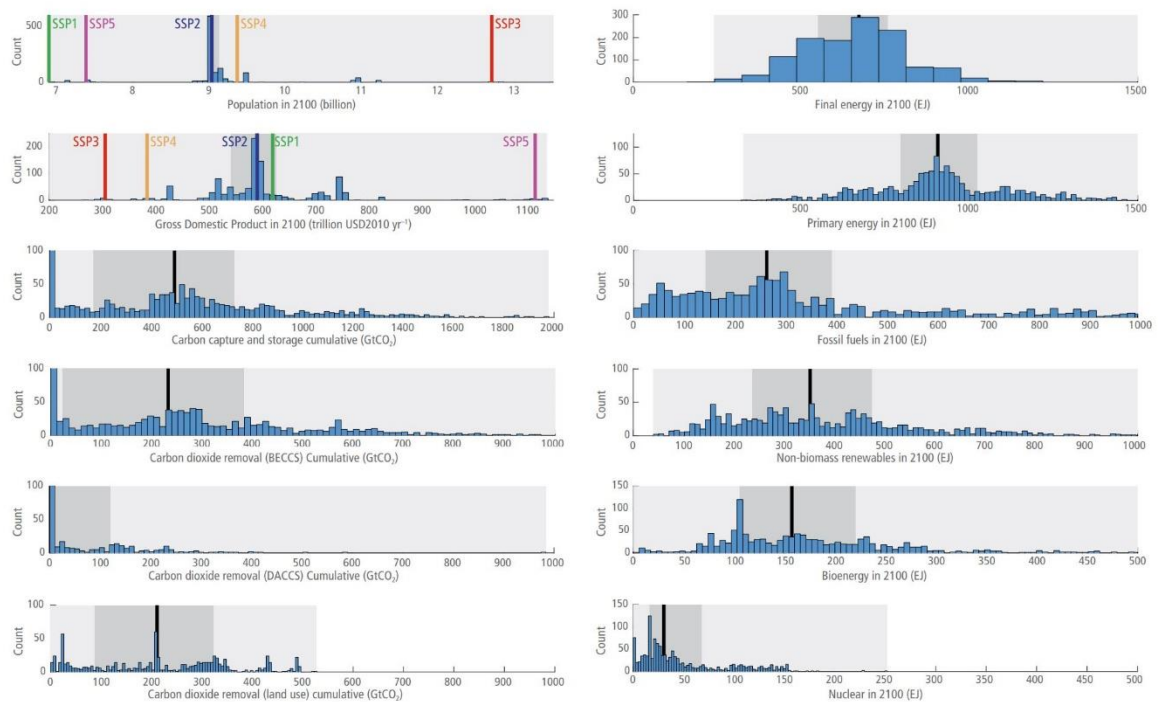 SSP1 SSP5 SSP2 SSP4 SSP3
500
Count
0
7 8 9 10 11 12 13
Population in 2100 (billion)
300
200
100
0
Count
500 1000 1500
Final energy in 2100 (EJ)
SSP3 SSP4 SSP2 SSP1 SSP5
200
100
0
Count
200 300 400 500 600 700 800 900 1000 1100
Gross Domestic Product in 2100 (trillion USD2010 yr⁻¹)
100
50
0
Count
500 1000 1500
Primary energy in 2100 (EJ)
100
50
0
Count
0 200 400 600 800 1000 1200 1400 1600 1800 2000
Carbon capture and storage cumulative (GtCO₂)
100
50
0
Count
0 100 200 300 400 500 600 700 800 900 1000
Fossil fuels in 2100 (EJ)
100
50
0
Count
0 100 200 300 400 500 600 700 800 900 1000
Carbon dioxide removal (BECCS) Cumulative (GtCO₂)
100
50
0
Count
0 100 200 300 400 500 600 700 800 900 1000
Non-biomass renewables in 2100 (EJ)
100
50
0
Count
0 100 200 300 400 500 600 700 800 900 1000
Carbon dioxide removal (DACCS) Cumulative (GtCO₂)
150
100
50
0
Count
0 50 100 150 200 250 300 350 400 450 500
Bioenergy in 2100 (EJ)
100
50
0
Count
0 100 200 300 400 500 600 700 800 900 1000
Carbon dioxide removal (land use) cumulative (GtCO₂)
150
100
50
0
Count
0 50 100 150 200 250 300 350 400 450 500
Nuclear in 2100 (EJ)